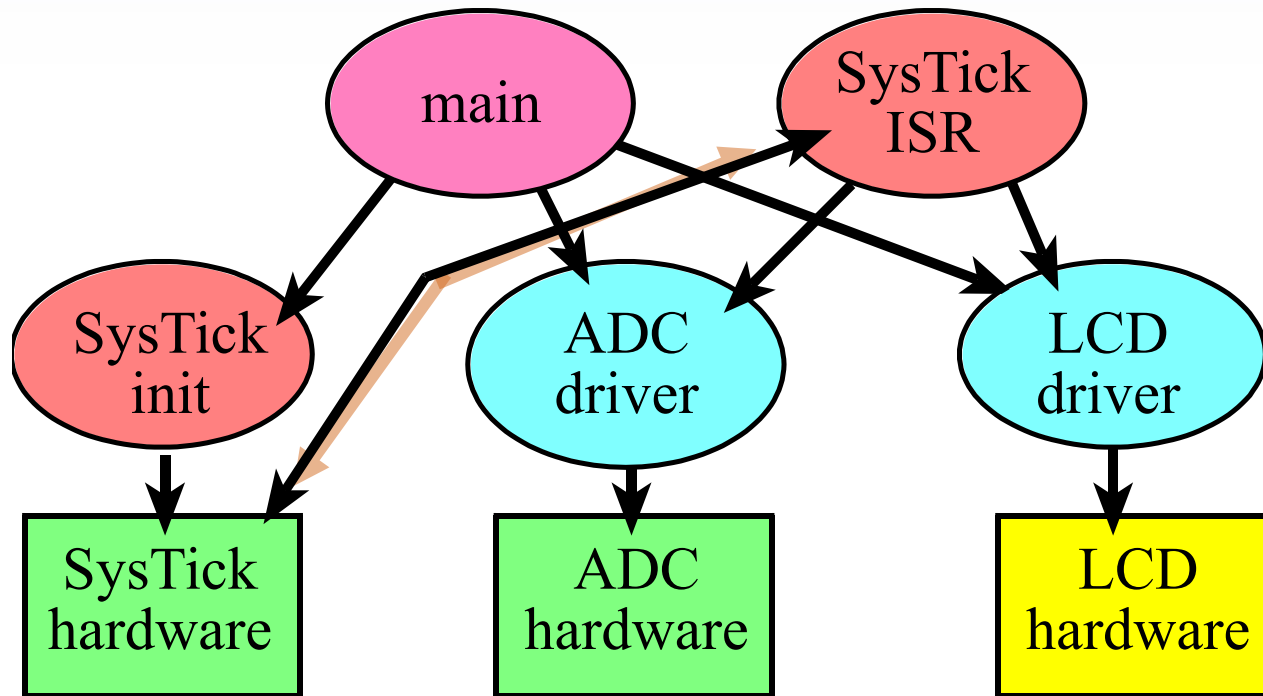 main
SysTick
ISR
SysTick
init
ADC
driver
LCD
driver
SysTick
hardware
ADC
hardware
LCD
hardware